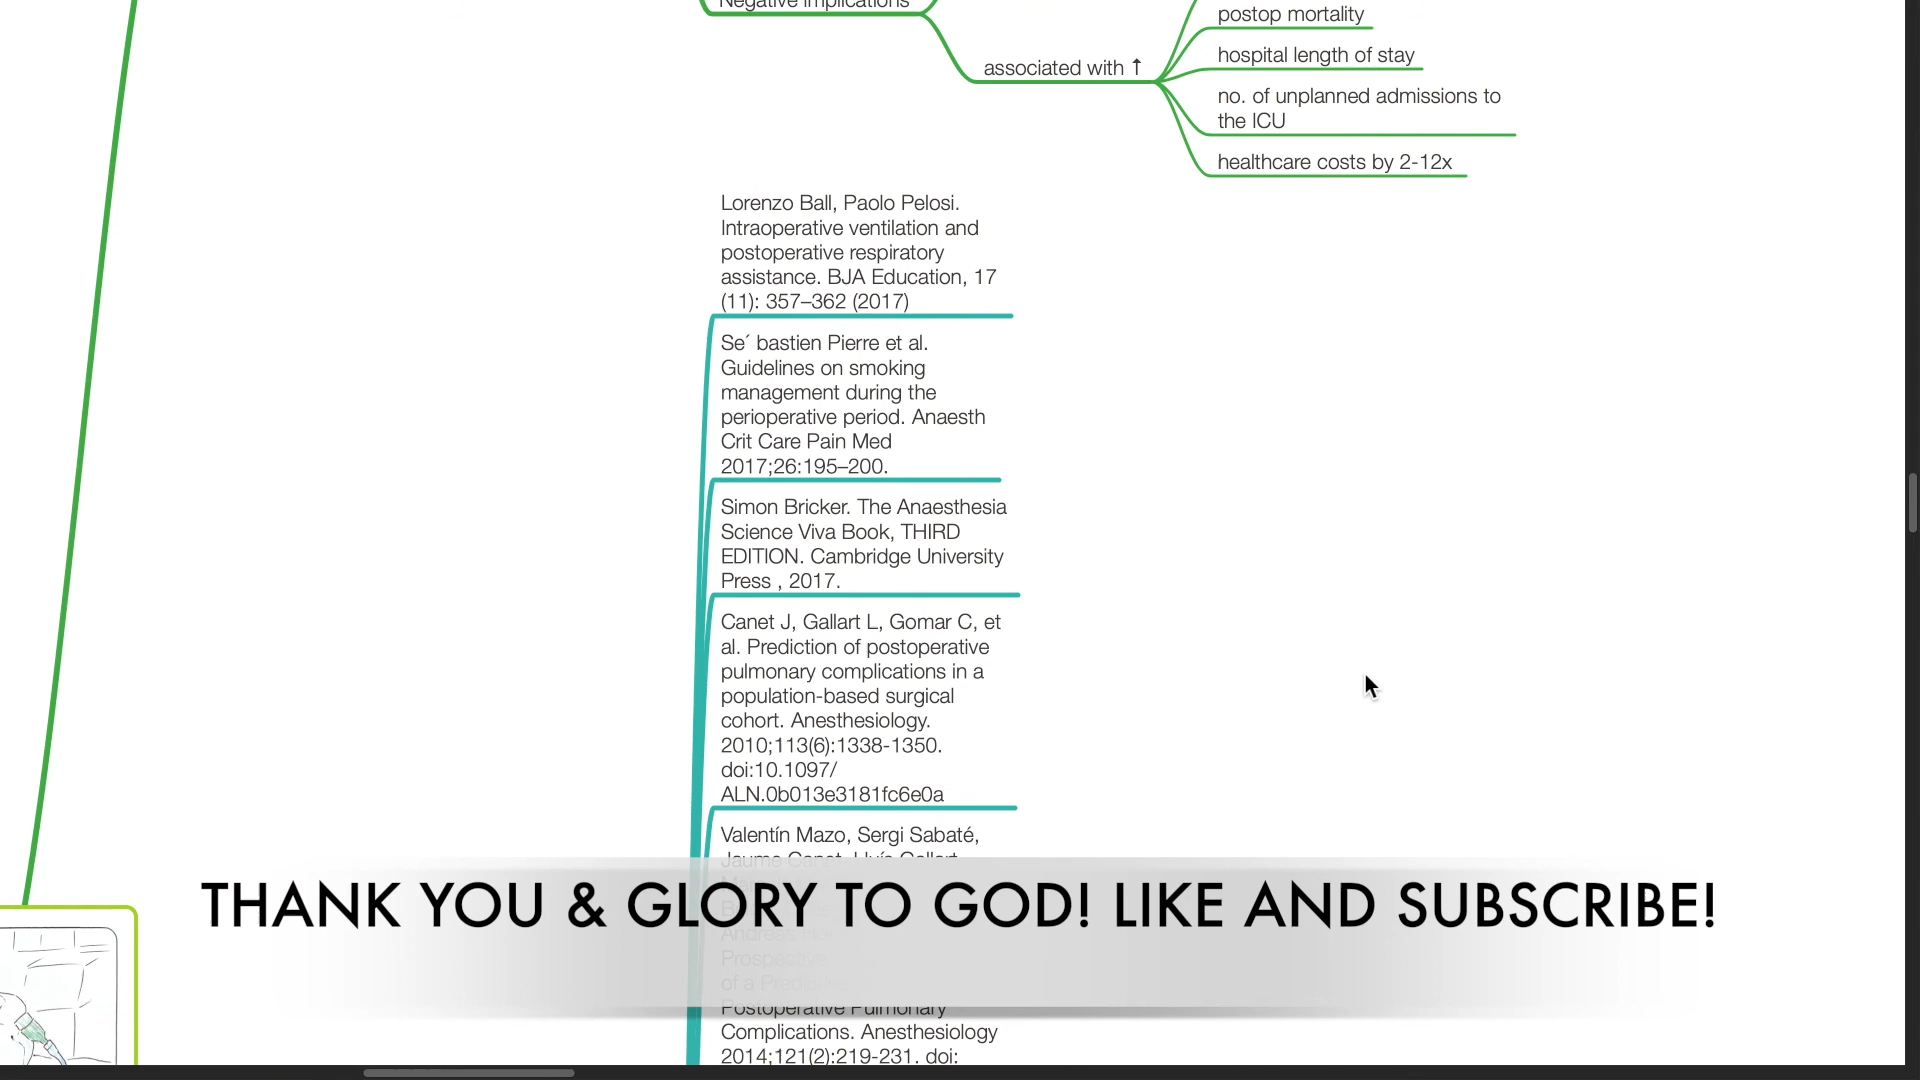 Negative implications
postop mortality
associated with ↑
hospital length of stay
no. of unplanned admissions to
the ICU
healthcare costs by 2-12x
Lorenzo Ball, Paolo Pelosi.
Intraoperative ventilation and
postoperative respiratory
assistance. BJA Education, 17
(11): 357–362 (2017)
Se´ bastien Pierre et al.
Guidelines on smoking
management during the
perioperative period. Anaesth
Crit Care Pain Med
2017;26:195–200.
Simon Bricker. The Anaesthesia
Science Viva Book, THIRD
EDITION. Cambridge University
Press , 2017.
Canet J, Gallart L, Gomar C, et
al. Prediction of postoperative
pulmonary complications in a
population-based surgical
cohort. Anesthesiology.
2010;113(6):1338-1350.
doi:10.1097/
ALN.0b013e3181fc6e0a
Valentín Mazo, Sergi Sabaté,
Jaume Canet, Lluís Gallart,
THANK YOU & GLORY TO GOD! LIKE AND SUBSCRIBE!
Prospective
of a
Postoperative Pulmonary
Complications. Anesthesiology
2014;121(2):219-231. doi: